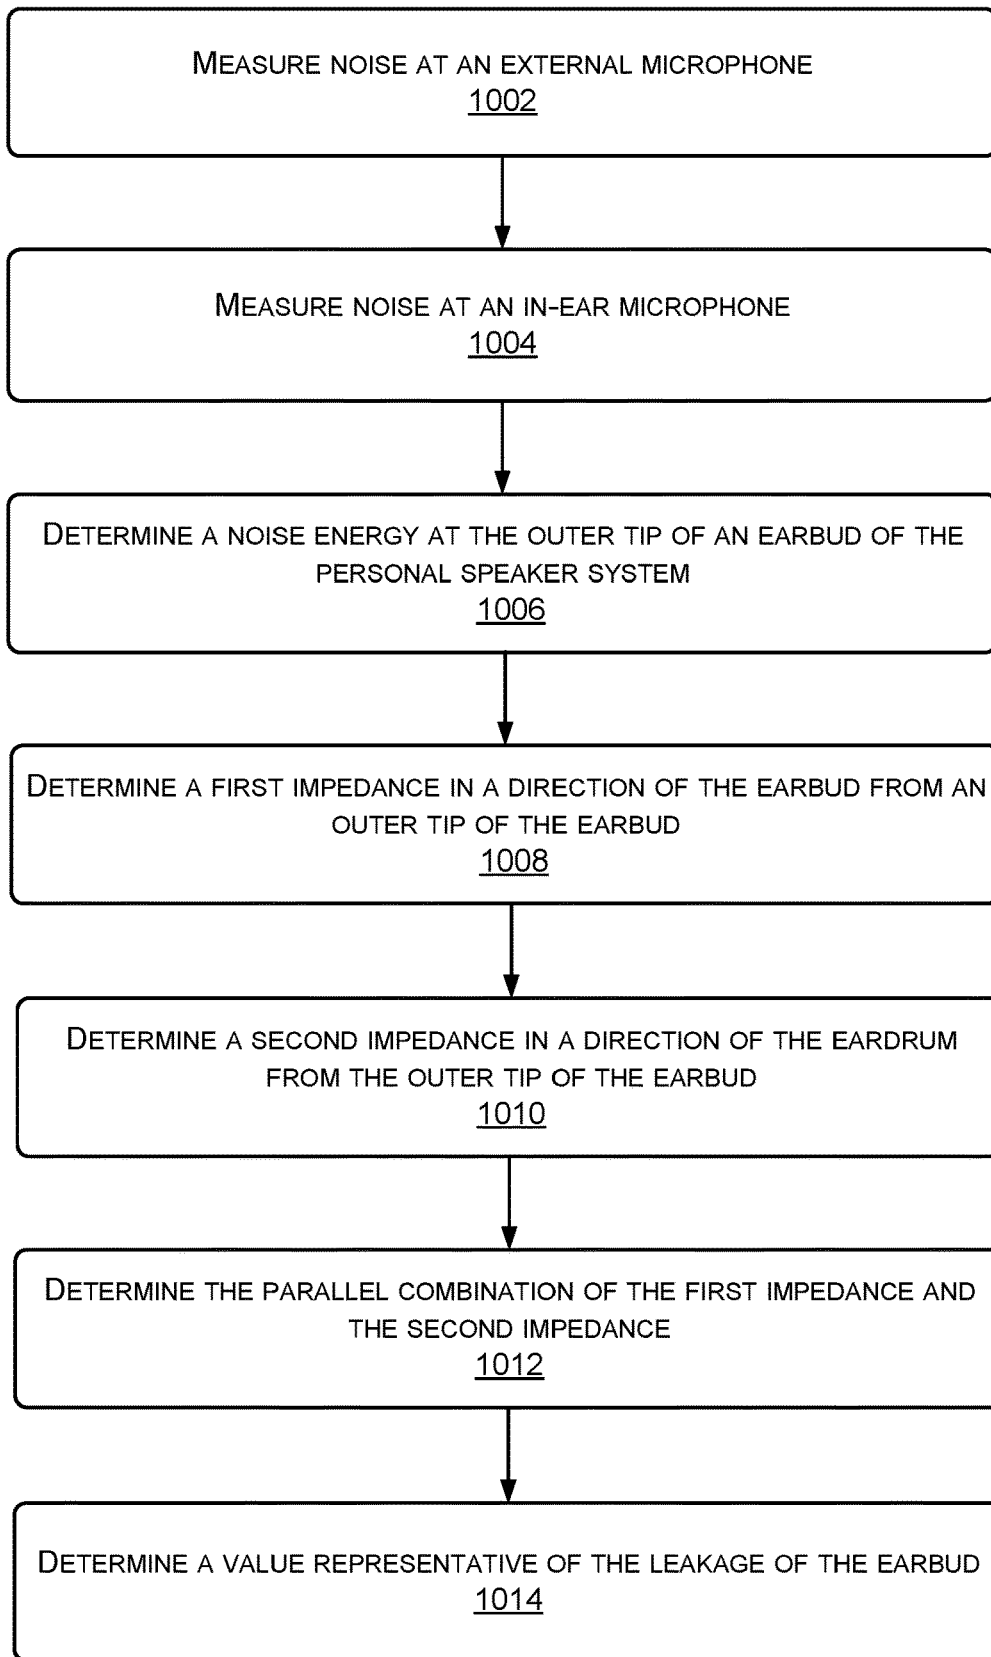 MEASURE NOISE AT AN EXTERNAL MICROPHONE
1002
MEASURE NOISE AT AN IN-EAR MICROPHONE
1004
DETERMINE A NOISE ENERGY AT THE OUTER TIP OF AN EARBUD OF THE
PERSONAL SPEAKER SYSTEM
1006
DETERMINE A FIRST IMPEDANCE IN A DIRECTION OF THE EARBUD FROM AN
OUTER TIP OF THE EARBUD
1008
DETERMINE A SECOND IMPEDANCE IN A DIRECTION OF THE EARDRUM
FROM THE OUTER TIP OF THE EARBUD
1010
DETERMINE THE PARALLEL COMBINATION OF THE FIRST IMPEDANCE AND
THE SECOND IMPEDANCE
1012
DETERMINE A VALUE REPRESENTATIVE OF THE LEAKAGE OF THE EARBUD
1014